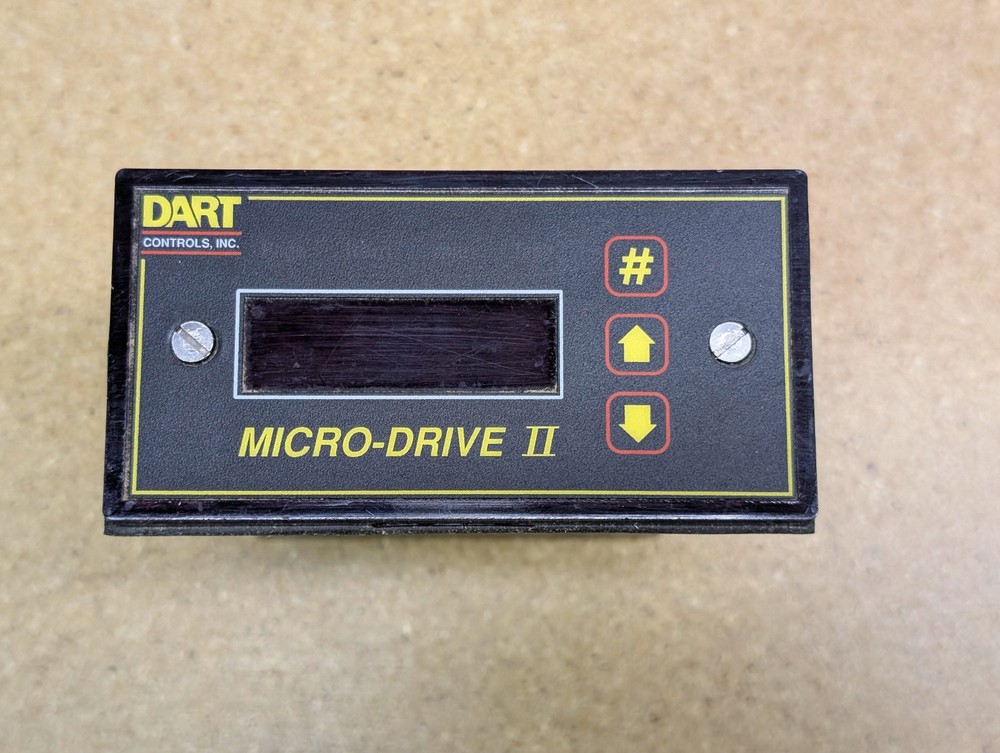 DART
CONTROLS, INC.
#
MICRO-DRIVE II